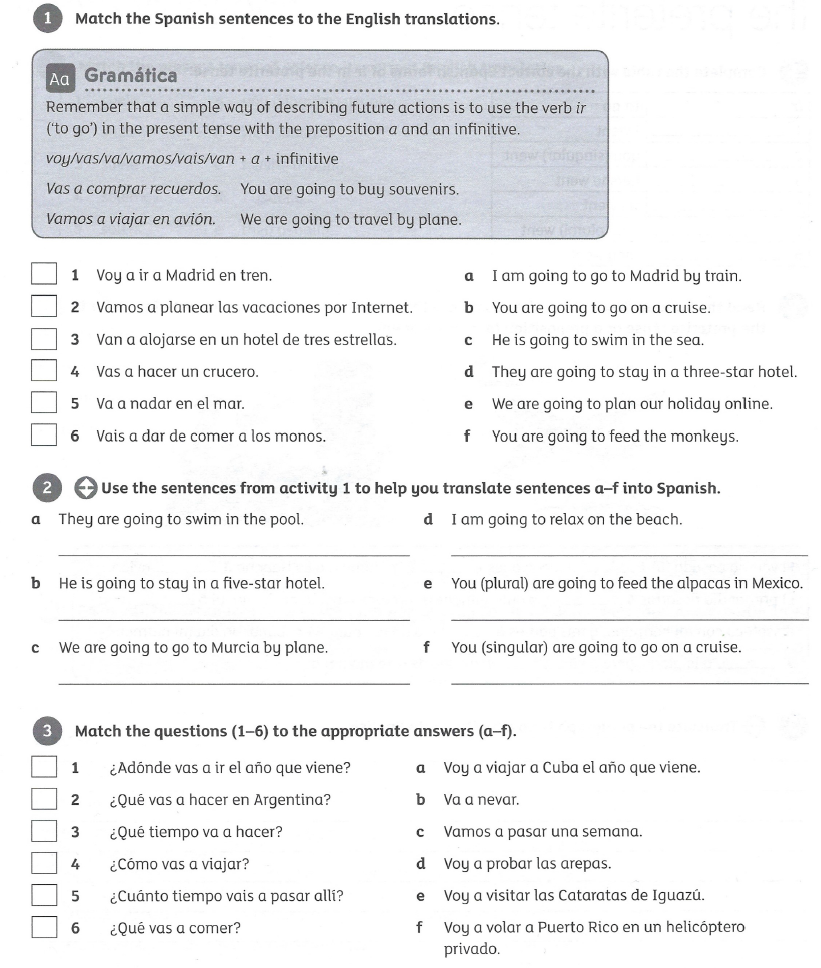 1 Match the Spanish sentences to the English translations.
Aa Gramática
Remember that a simple way of describing future actions is to use the verb ir
('to go') in the present tense with the preposition a and an infinitive.
voy/vas/va/vamos/vais/van + a + infinitive
Vas a comprar recuerdos. You are going to buy souvenirs.
Vamos a viajar en avión. We are going to travel by plane.
1 Voy a ir a Madrid en tren. a I am going to go to Madrid by train.
2 Vamos a planear las vacaciones por Internet. b You are going to go on a cruise.
3 Van a alojarse en un hotel de tres estrellas. c He is going to swim in the sea.
4 Vas a hacer un crucero. d They are going to stay in a three-star hotel.
5 Va a nadar en el mar. e We are going to plan our holiday online.
6 Vais a dar de comer a los monos. f You are going to feed the monkeys.
2 Use the sentences from activity 1 to help you translate sentences a–f into Spanish.
a They are going to swim in the pool. d I am going to relax on the beach.
b He is going to stay in a five-star hotel. e You (plural) are going to feed the alpacas in Mexico.
c We are going to go to Murcia by plane. f You (singular) are going to go on a cruise.
3 Match the questions (1–6) to the appropriate answers (a–f).
1 ¿Adónde vas a ir el año que viene? a Voy a viajar a Cuba el año que viene.
2 ¿Qué vas a hacer en Argentina? b Va a nevar.
3 ¿Qué tiempo va a hacer? c Vamos a pasar una semana.
4 ¿Cómo vas a viajar? d Voy a probar las arepas.
5 ¿Cuánto tiempo vais a pasar allí? e Voy a visitar las Cataratas de Iguazú.
6 ¿Qué vas a comer? f Voy a volar a Puerto Rico en un helicóptero
privado.